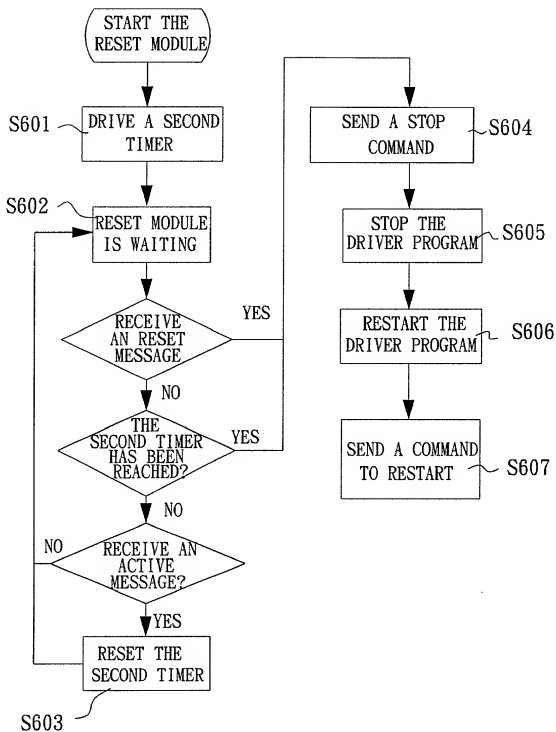 START THE
RESET MODULE
S601
DRIVE A SECOND
TIMER
S602
RESET MODULE
IS WAITING
RECEIVE
AN RESET
MESSAGE
YES
NO
THE
SECOND TIMER
HAS BEEN
REACHED?
YES
NO
RECEIVE AN
ACTIVE
MESSAGE?
NO
YES
RESET THE
SECOND TIMER
S603
SEND A STOP
COMMAND
S604
STOP THE
DRIVER PROGRAM
S605
RESTART THE
DRIVER PROGRAM
S606
SEND A COMMAND
TO RESTART
S607